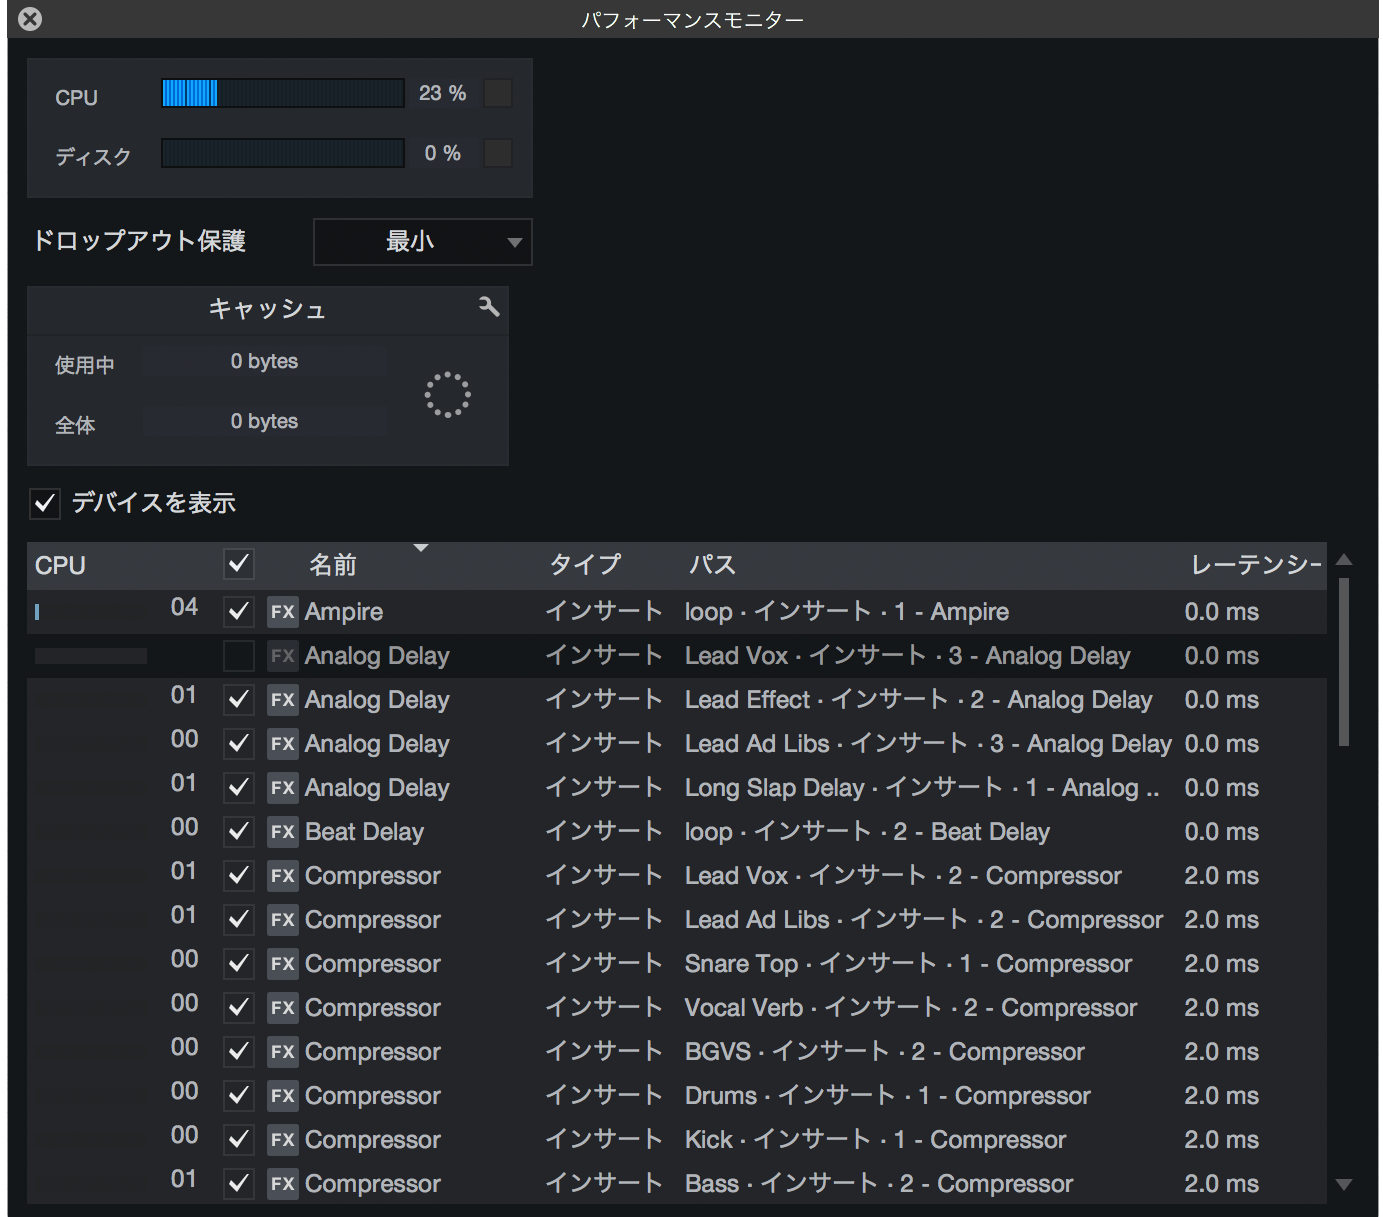 パフォーマンスモニター
CPU 23 %
ディスク 0 %
ドロップアウト保護 最小
キャッシュ
使用中 0 bytes
全体 0 bytes
デバイスを表示
CPU 名前 タイプ パス レーテンシー
04 FX Ampire インサート loop · インサート · 1 - Ampire 0.0 ms
FX Analog Delay インサート Lead Vox · インサート · 3 - Analog Delay 0.0 ms
01 FX Analog Delay インサート Lead Effect · インサート · 2 - Analog Delay 0.0 ms
00 FX Analog Delay インサート Lead Ad Libs · インサート · 3 - Analog Delay 0.0 ms
01 FX Analog Delay インサート Long Slap Delay · インサート · 1 - Analog .. 0.0 ms
00 FX Beat Delay インサート loop · インサート · 2 - Beat Delay 0.0 ms
01 FX Compressor インサート Lead Vox · インサート · 2 - Compressor 2.0 ms
01 FX Compressor インサート Lead Ad Libs · インサート · 2 - Compressor 2.0 ms
00 FX Compressor インサート Snare Top · インサート · 1 - Compressor 2.0 ms
00 FX Compressor インサート Vocal Verb · インサート · 2 - Compressor 2.0 ms
00 FX Compressor インサート BGVS · インサート · 2 - Compressor 2.0 ms
00 FX Compressor インサート Drums · インサート · 1 - Compressor 2.0 ms
00 FX Compressor インサート Kick · インサート · 1 - Compressor 2.0 ms
01 FX Compressor インサート Bass · インサート · 2 - Compressor 2.0 ms